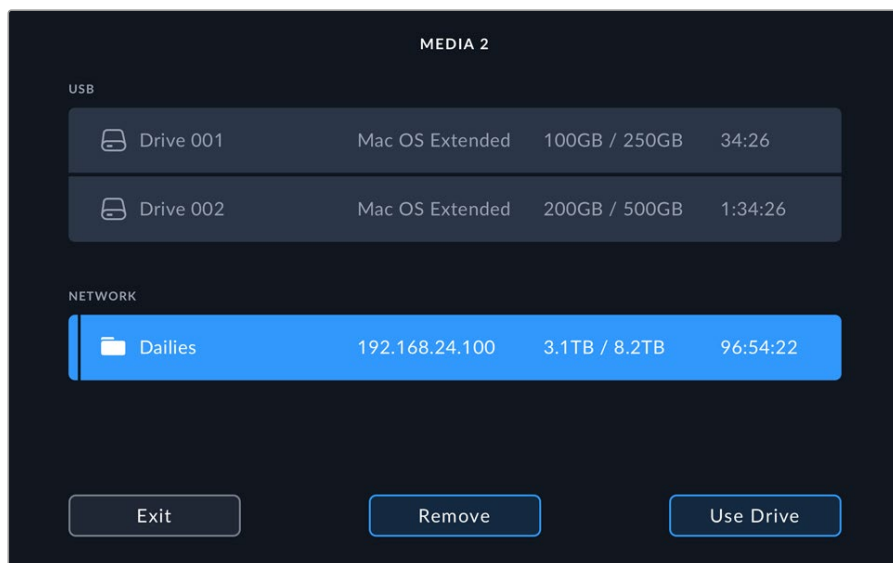 MEDIA 2
USB
Drive 001 Mac OS Extended 100GB / 250GB 34:26
Drive 002 Mac OS Extended 200GB / 500GB 1:34:26
NETWORK
Dailies 192.168.24.100 3.1TB / 8.2TB 96:54:22
Exit Remove Use Drive